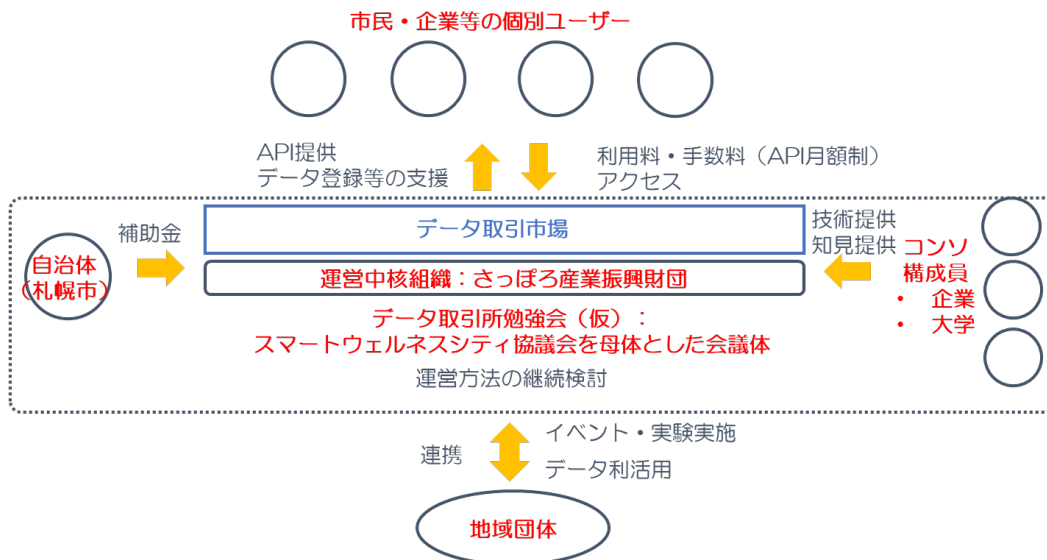 市民・企業等の個別ユーザー
API提供
データ登録等の支援
利用料・手数料（API月額制）
アクセス
補助金
自治体
（札幌市）
データ取引市場
運営中核組織：さっぽろ産業振興財団
データ取引所勉強会（仮）：
スマートウェルネスシティ協議会を母体とした会議体
運営方法の継続検討
技術提供
知見提供
コンソ
構成員
• 企業
• 大学
連携
イベント・実験実施
データ利活用
地域団体